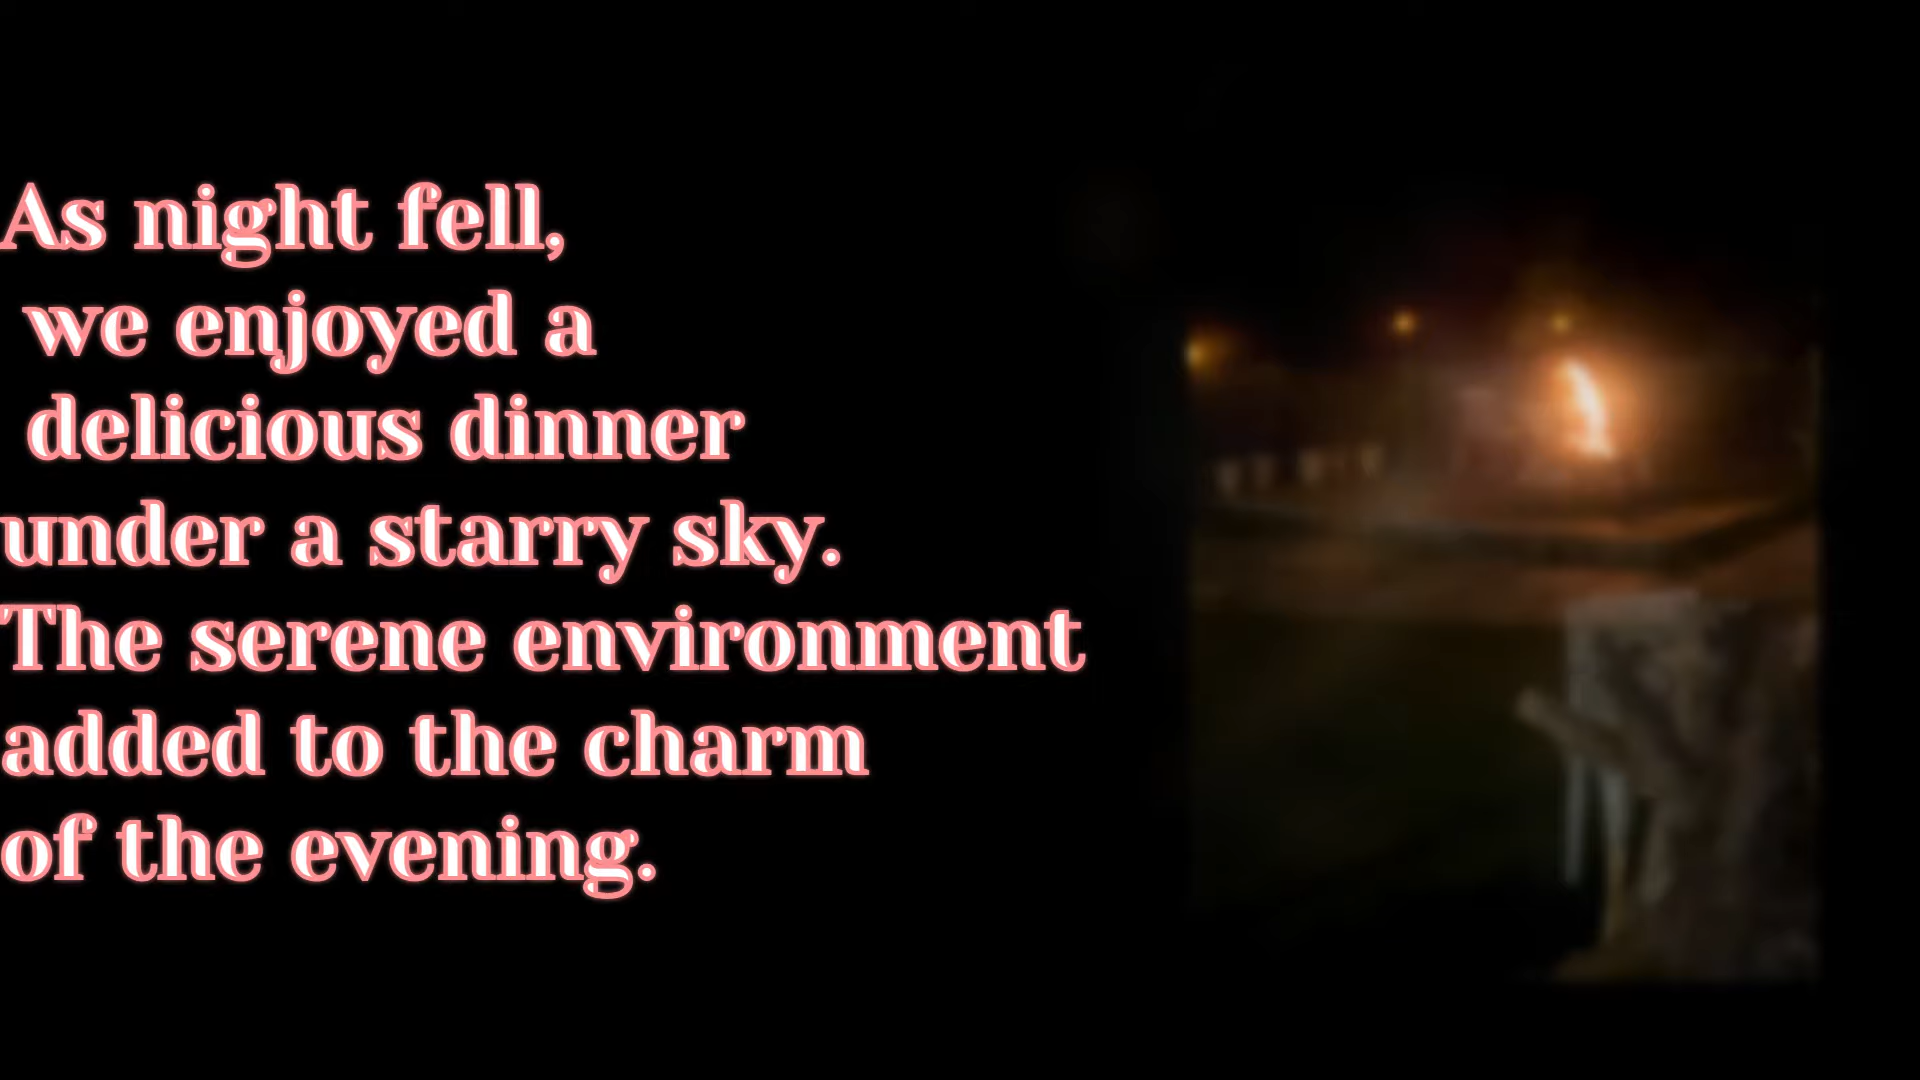 As night fell,
we enjoyed a
delicious dinner
under a starry sky.
The serene environment
added to the charm
of the evening.